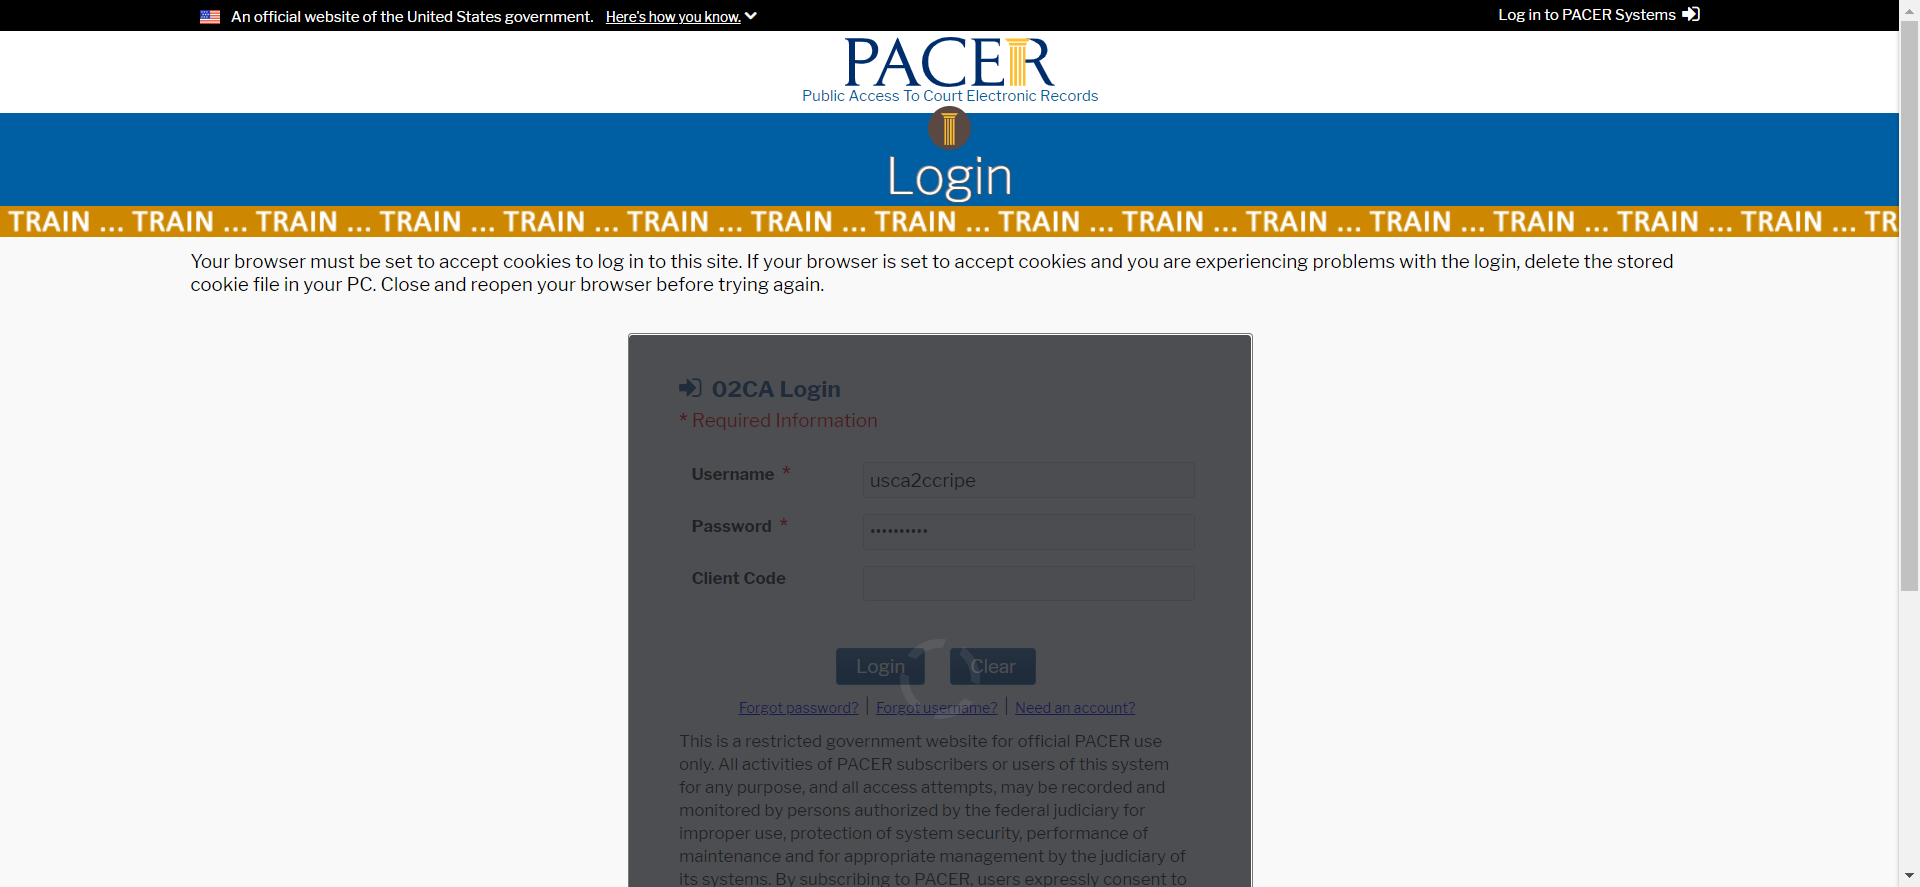 An official website of the United States government. Here's how you know.
Log in to PACER Systems
PACER
Public Access To Court Electronic Records
Login
TRAIN ... TRAIN ... TRAIN ... TRAIN ... TRAIN ... TRAIN ... TRAIN ... TRAIN ... TRAIN ... TRAIN ... TRAIN ... TRAIN ... TRAIN ... TRAIN ... TRAIN ... TR
Your browser must be set to accept cookies to log in to this site. If your browser is set to accept cookies and you are experiencing problems with the login, delete the stored
cookie file in your PC. Close and reopen your browser before trying again.
02CA Login
* Required Information
Username *
usca2ccripe
Password *
••••••••••
Client Code
Login
Clear
Forgot password? | Forgot username? | Need an account?
This is a restricted government website for official PACER use
only. All activities of PACER subscribers or users of this system
for any purpose, and all access attempts, may be recorded and
monitored by persons authorized by the federal judiciary for
improper use, protection of system security, performance of
maintenance and for appropriate management by the judiciary of
its systems. By subscribing to PACER, users expressly consent to